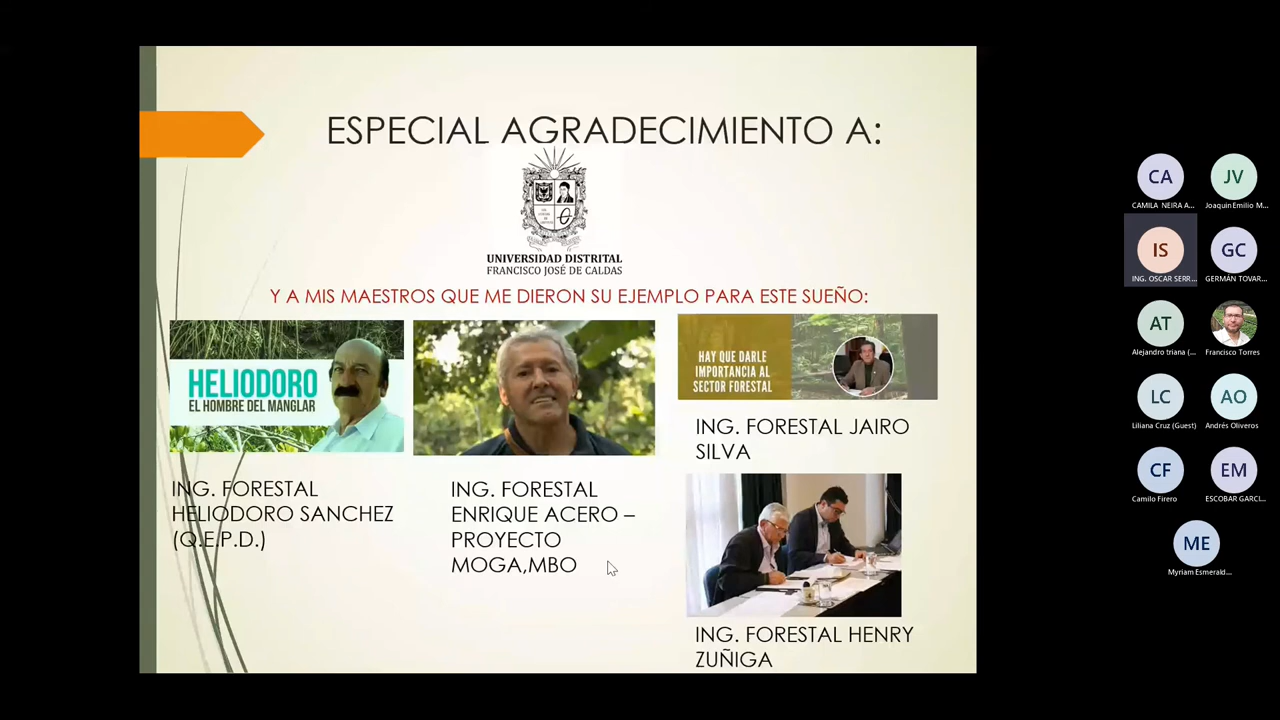 ESPECIAL AGRADECIMIENTO A:
UNIVERSIDAD DISTRITAL
FRANCISCO JOSÉ DE CALDAS
Y A MIS MAESTROS QUE ME DIERON SU EJEMPLO PARA ESTE SUEÑO:
HELIODORO
EL HOMBRE DEL MANGLAR
ING. FORESTAL
HELIODORO SANCHEZ
(Q.E.P.D.)
ING. FORESTAL
ENRIQUE ACERO –
PROYECTO
MOGA,MBO
HAY QUE DARLE
IMPORTANCIA AL
SECTOR FORESTAL
ING. FORESTAL JAIRO
SILVA
ING. FORESTAL HENRY
ZUÑIGA
CA
CAMILA NEIRA A...
JV
Joaquin Emilio M...
IS
ING. OSCAR SERR...
GC
GERMÁN TOVAR...
AT
Alejandro triana (...
Francisco Torres
LC
Liliana Cruz (Guest)
AO
Andrés Oliveros
CF
Camilo Firero
EM
ESCOBAR GARCI...
ME
Myriam Esmerald...